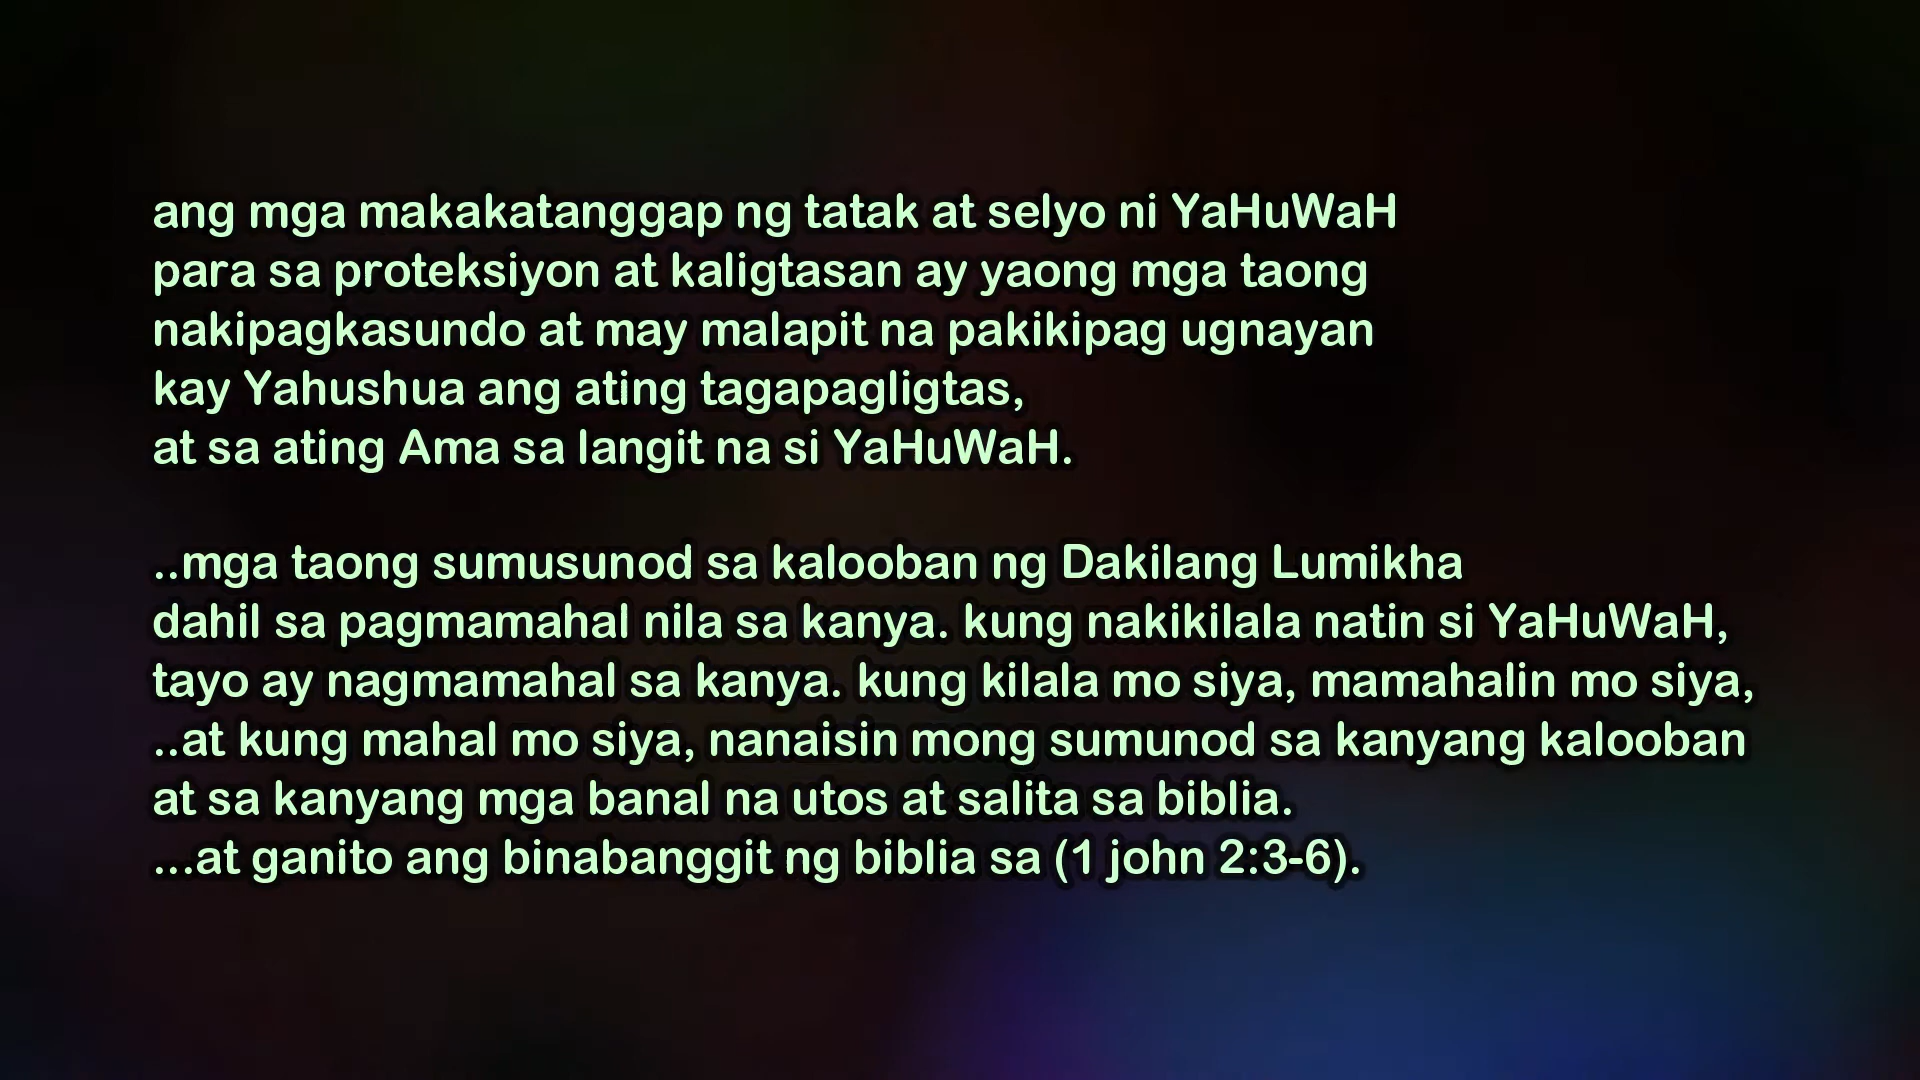 ang mga makakatanggap ng tatak at selyo ni YaHuWaH
para sa proteksiyon at kaligtasan ay yaong mga taong
nakipagkasundo at may malapit na pakikipag ugnayan
kay Yahushua ang ating tagapagligtas,
at sa ating Ama sa langit na si YaHuWaH.
..mga taong sumusunod sa kalooban ng Dakilang Lumikha
dahil sa pagmamahal nila sa kanya. kung nakikilala natin si YaHuWaH,
tayo ay nagmamahal sa kanya. kung kilala mo siya, mamahalin mo siya,
..at kung mahal mo siya, nanaisin mong sumunod sa kanyang kalooban
at sa kanyang mga banal na utos at salita sa biblia.
...at ganito ang binabanggit ng biblia sa (1 john 2:3-6).